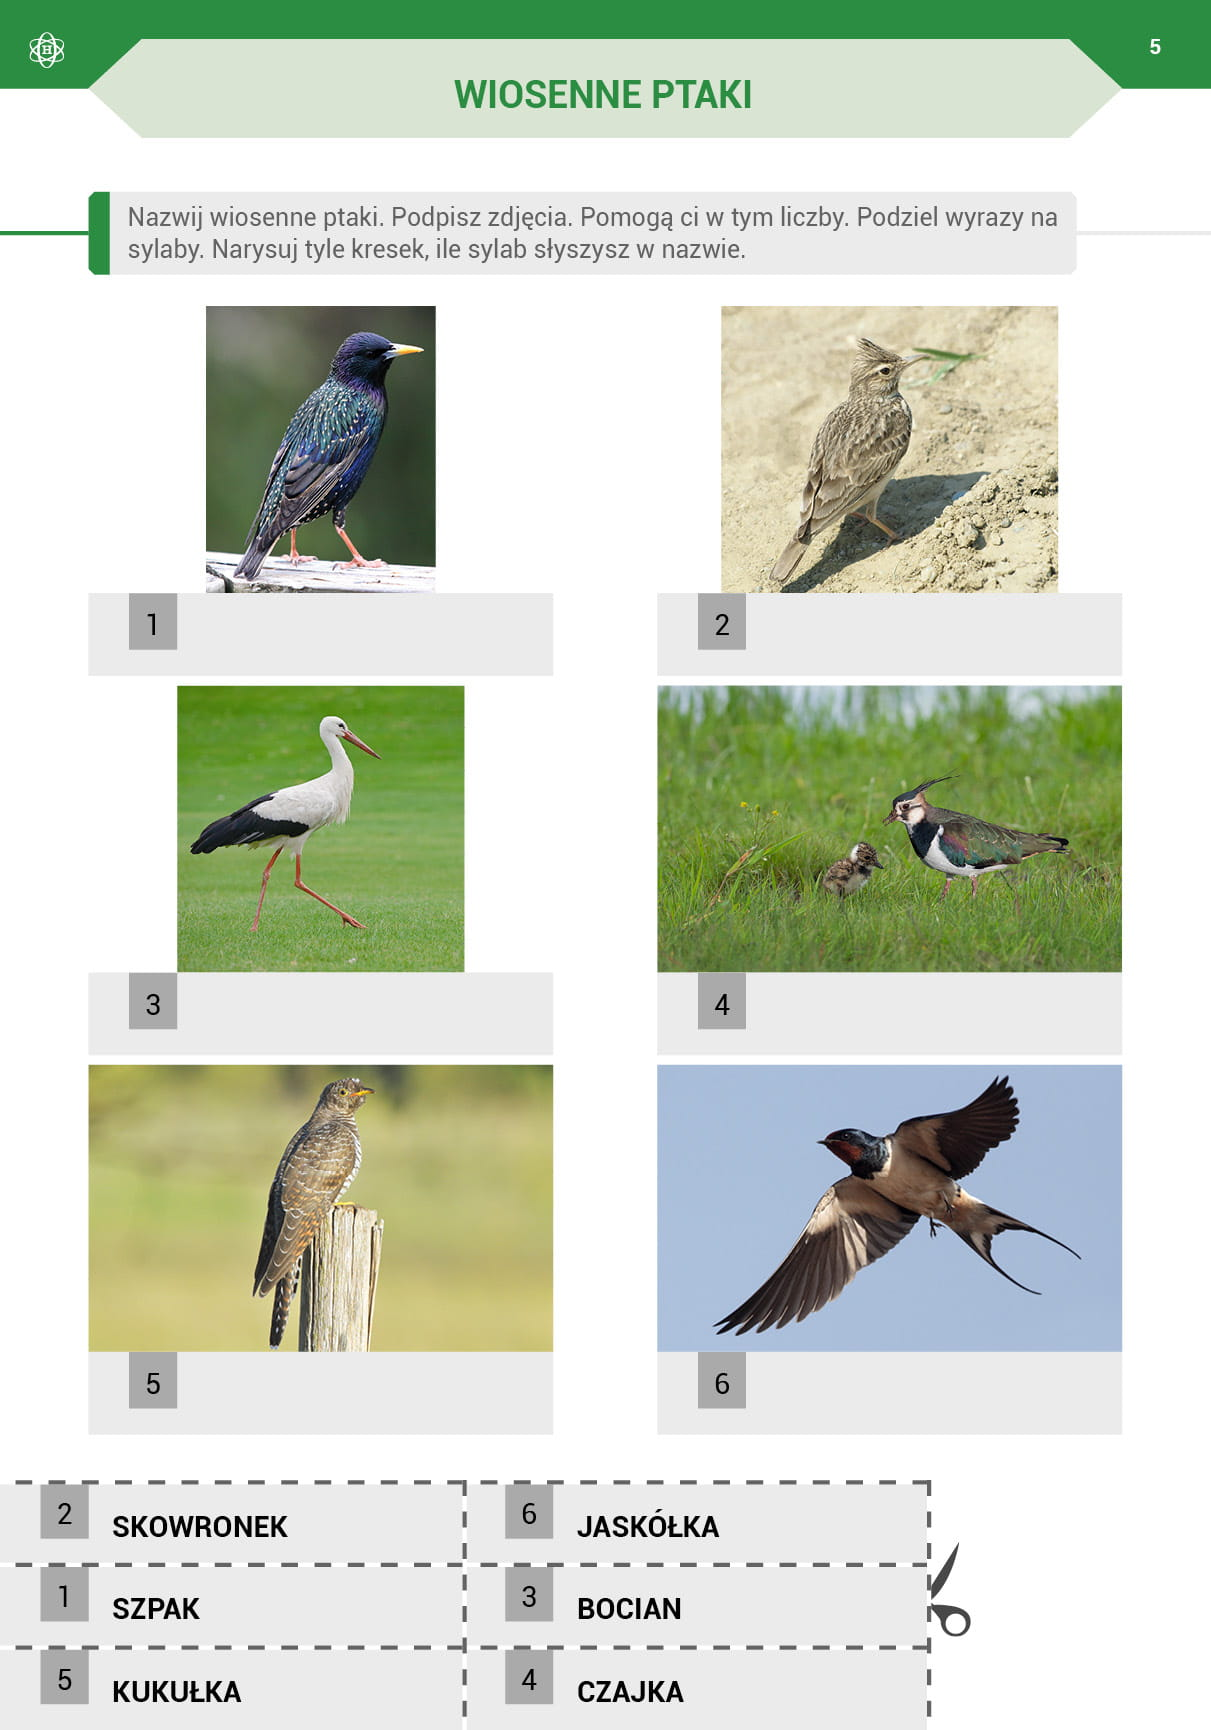 5
WIOSENNE PTAKI
Nazwij wiosenne ptaki. Podpisz zdjęcia. Pomogą ci w tym liczby. Podziel wyrazy na
sylaby. Narysuj tyle kresek, ile sylab słyszysz w nazwie.
1
2
3
4
5
6
2 SKOWRONEK
6 JASKÓŁKA
1 SZPAK
3 BOCIAN
5 KUKUŁKA
4 CZAJKA
H